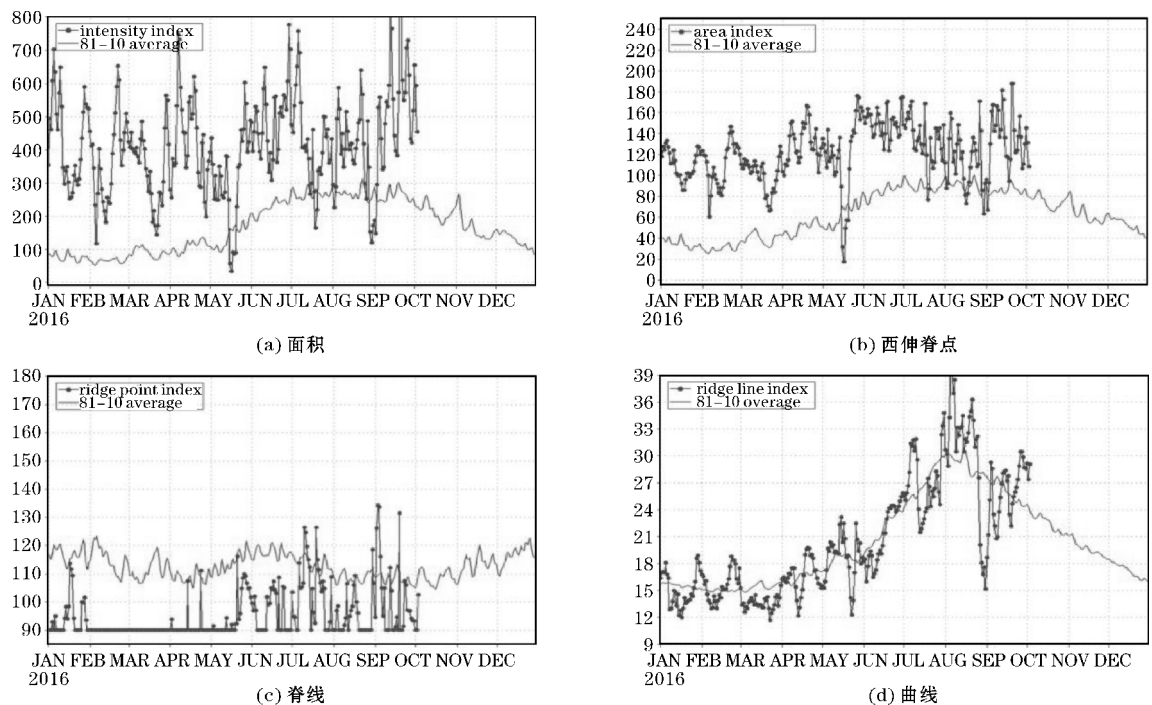 800
700
600
500
400
300
200
100
0
intensity index
81-10 average
JAN FEB MAR APR MAY JUN JUL AUG SEP OCT NOV DEC
2016
(a) 面积
240
220
200
180
160
140
120
100
80
60
40
20
0
area index
81-10 average
JAN FEB MAR APR MAY JUN JUL AUG SEP OCT NOV DEC
2016
(b) 西伸脊点
180
170
160
150
140
130
120
110
100
90
ridge point index
81-10 average
JAN FEB MAR APR MAY JUN JUL AUG SEP OCT NOV DEC
2016
(c) 脊线
39
36
33
30
27
24
21
18
15
12
9
ridge line index
81-10 overage
JAN FEB MAR APR MAY JUN JUL AUG SEP OCT NOV DEC
2016
(d) 曲线